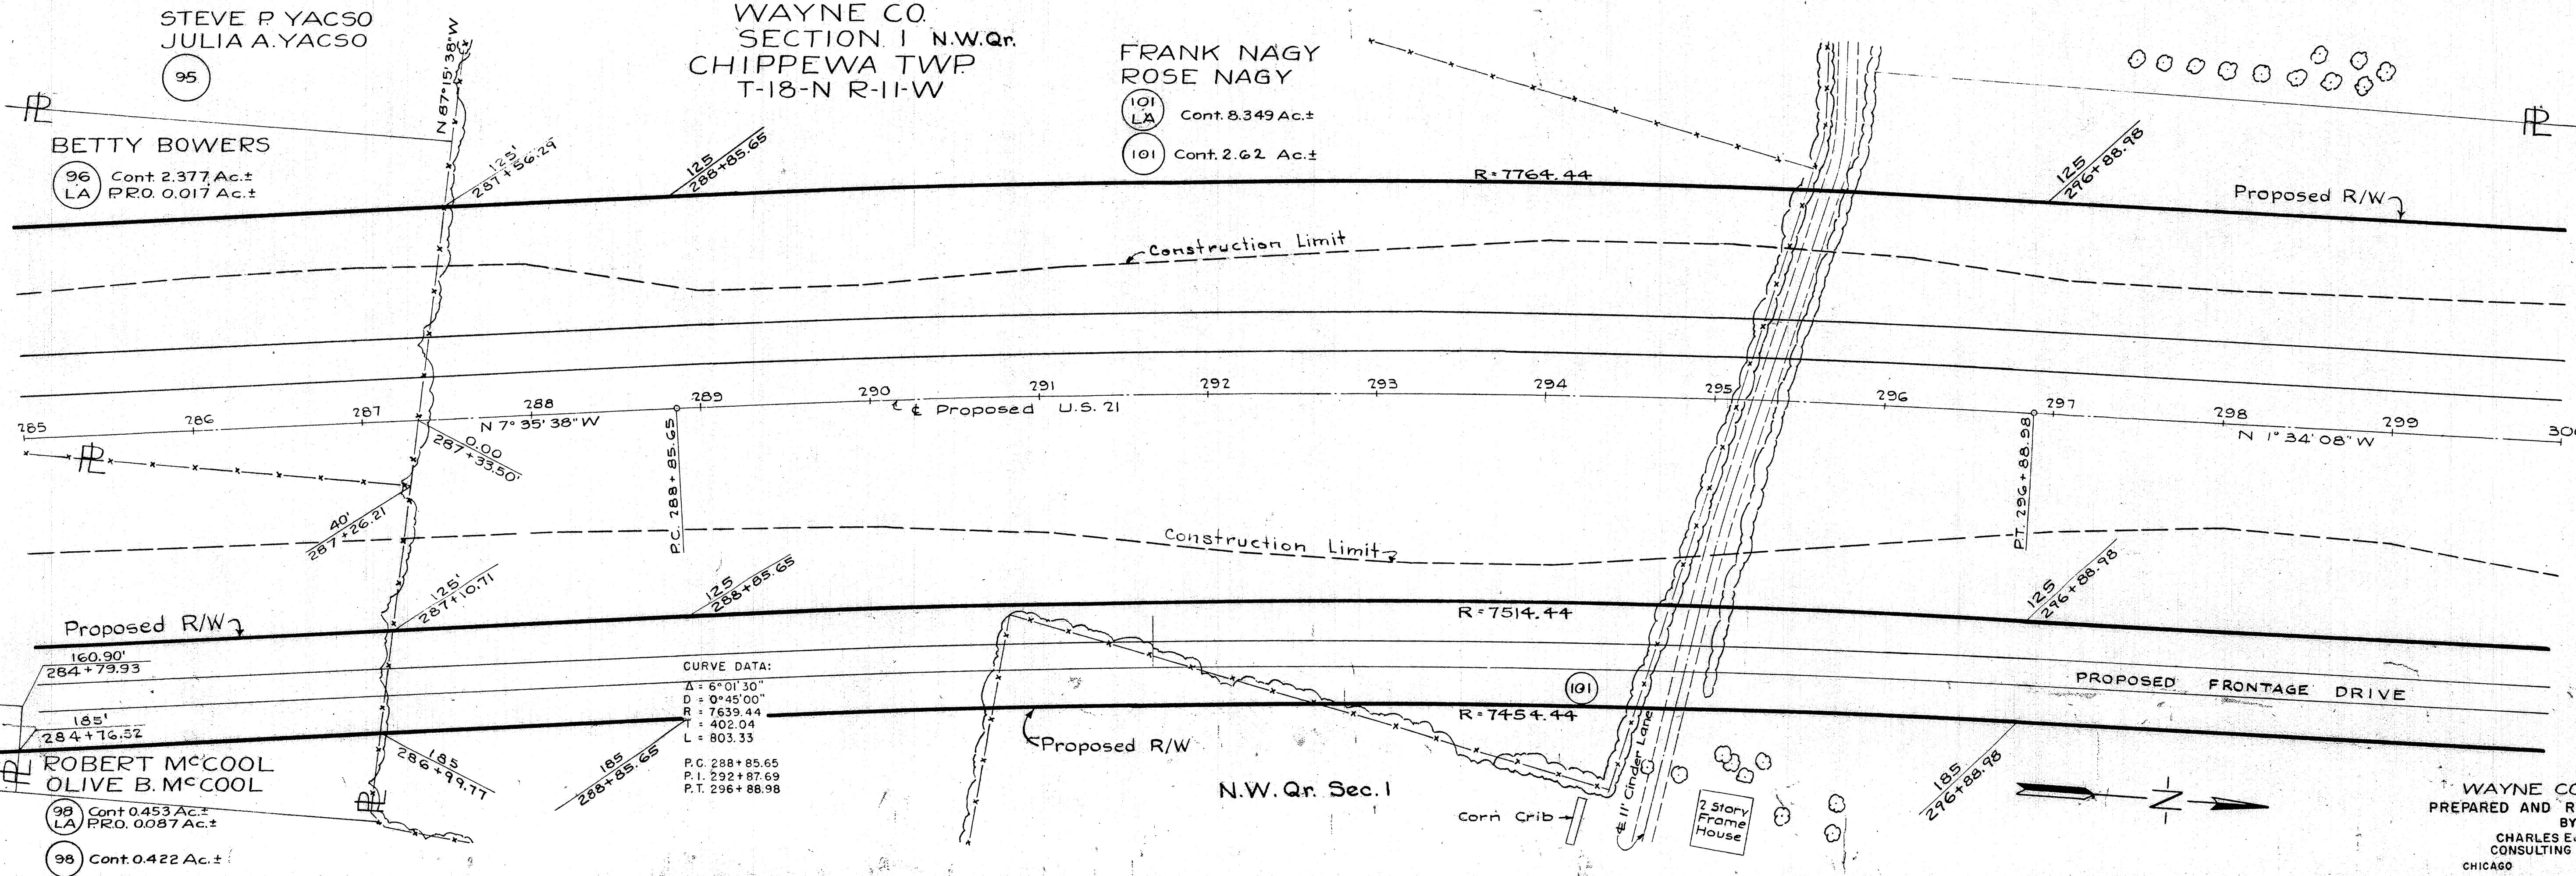 STEVE P. YACSO
JULIA A. YACSO
95
PL
BETTY BOWERS
96 LA Cont. 2.377 Ac.±
P.R.O. 0.017 Ac.±
N 87°15'38"W
WAYNE CO.
SECTION 1 N.W.Qr.
CHIPPEWA TWP.
T-18-N R-11-W
FRANK NAGY
ROSE NAGY
101 LA Cont. 8.349 Ac.±
101 Cont. 2.62 Ac.±
PL
125'
287+56.29
125
288+85.65
R=7764.44
125
296+88.98
Proposed R/W
Construction Limit
285 286 287 288 289 290 291 292 293 294 295 296 297 298 299
N 7°35'38"W
₵ Proposed U.S. 21
N 1°34'08"W
PL
0.00
287+33.50'
40'
287+26.21
P.C. 288+85.65
P.T. 296+88.98
Construction Limit
125'
287+10.71
125
288+85.65
R=7514.44
125
296+88.98
Proposed R/W
160.90'
284+79.93
185'
284+76.52
CURVE DATA:
Δ = 6°01'30"
D = 0°45'00"
R = 7639.44
T = 402.04
L = 803.33
P.C. 288+85.65
P.I. 292+87.69
P.T. 296+88.98
101
R=7454.44
PROPOSED FRONTAGE DRIVE
Proposed R/W
PL
ROBERT McCOOL
OLIVE B. McCOOL
98 LA Cont 0.453 Ac.±
P.R.O. 0.087 Ac.±
98 Cont. 0.422 Ac.±
PL
185
286+99.77
185
288+85.65
N.W. Qr. Sec. 1
Corn Crib
₵ 11' Cinder Lane
2 Story
Frame
House
185
296+88.98
N
WAYNE CO
PREPARED AND R
BY
CHARLES E.
CONSULTING
CHICAGO